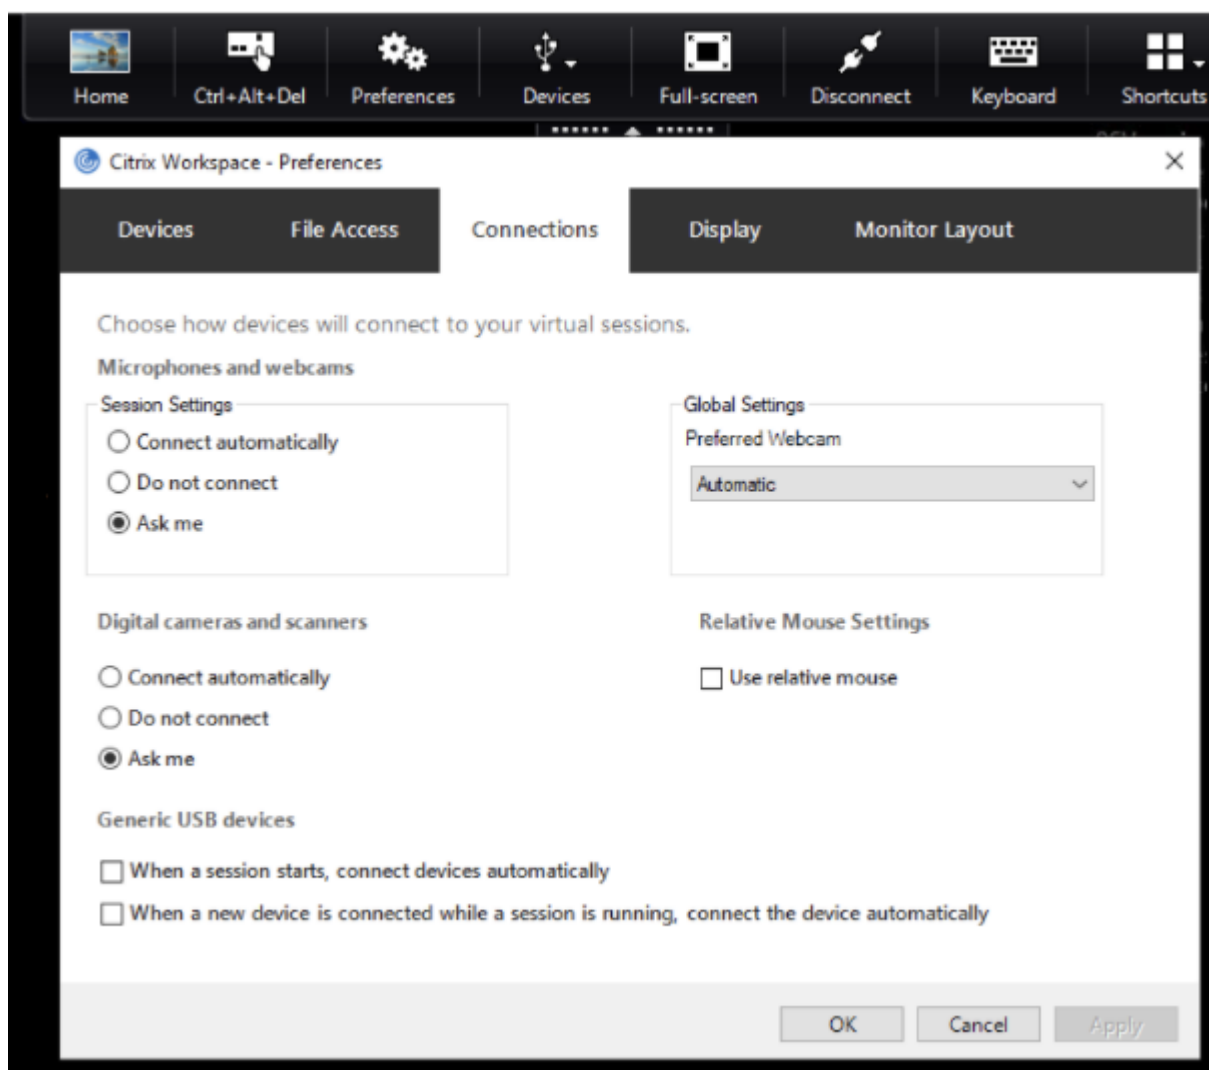 Home Ctrl+Alt+Del Preferences Devices Full-screen Disconnect Keyboard Shortcuts
Citrix Workspace - Preferences
Devices File Access Connections Display Monitor Layout
Choose how devices will connect to your virtual sessions.
Microphones and webcams
Session Settings
Connect automatically
Do not connect
Ask me
Global Settings
Preferred Webcam
Automatic
Digital cameras and scanners
Connect automatically
Do not connect
Ask me
Relative Mouse Settings
Use relative mouse
Generic USB devices
When a session starts, connect devices automatically
When a new device is connected while a session is running, connect the device automatically
OK Cancel Apply